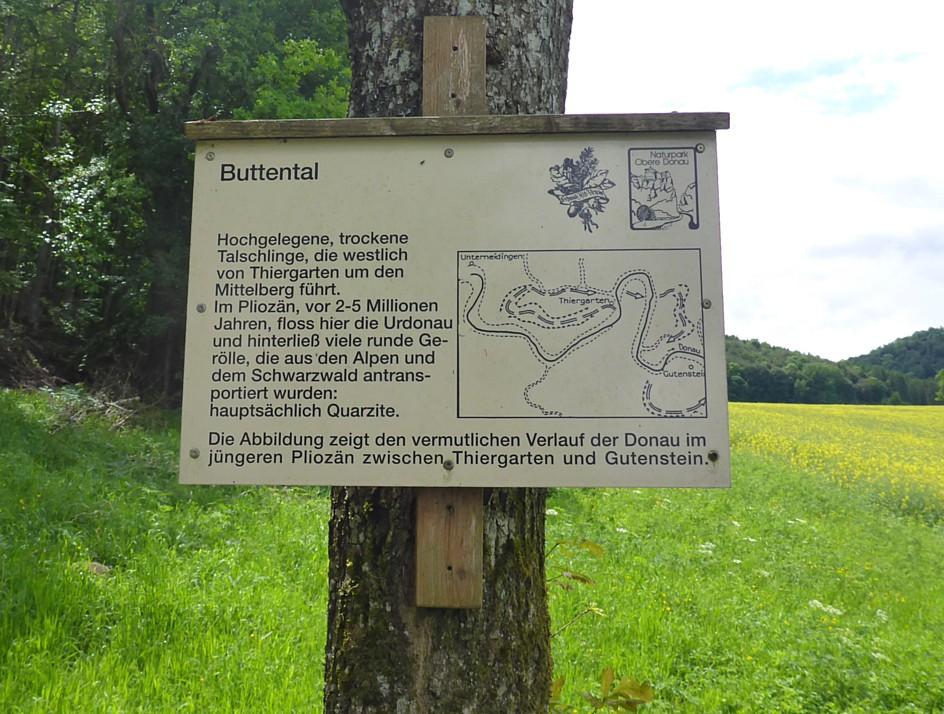 Buttental
Naturpark
Obere Donau
Hochgelegene, trockene
Talschlinge, die westlich
von Thiergarten um den
Mittelberg führt.
Im Pliozän, vor 2-5 Millionen
Jahren, floss hier die Urdonau
und hinterließ viele runde Ge-
rölle, die aus den Alpen und
dem Schwarzwald antrans-
portiert wurden:
hauptsächlich Quarzite.
Unterneidingen
Thiergarten
Donau
Gutenstein
Die Abbildung zeigt den vermutlichen Verlauf der Donau im
jüngeren Pliozän zwischen Thiergarten und Gutenstein.